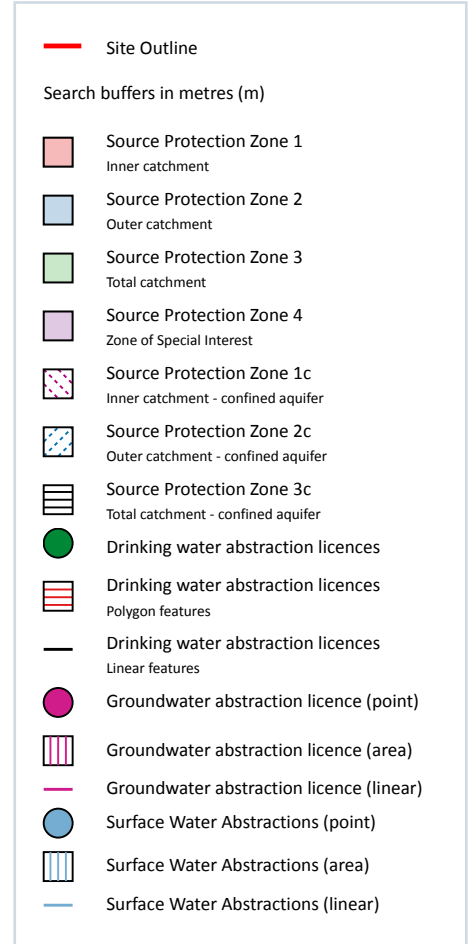 Site Outline
Search buffers in metres (m)
Source Protection Zone 1
Inner catchment
Source Protection Zone 2
Outer catchment
Source Protection Zone 3
Total catchment
Source Protection Zone 4
Zone of Special Interest
Source Protection Zone 1c
Inner catchment - confined aquifer
Source Protection Zone 2c
Outer catchment - confined aquifer
Source Protection Zone 3c
Total catchment - confined aquifer
Drinking water abstraction licences
Drinking water abstraction licences
Polygon features
Drinking water abstraction licences
Linear features
Groundwater abstraction licence (point)
Groundwater abstraction licence (area)
Groundwater abstraction licence (linear)
Surface Water Abstractions (point)
Surface Water Abstractions (area)
Surface Water Abstractions (linear)